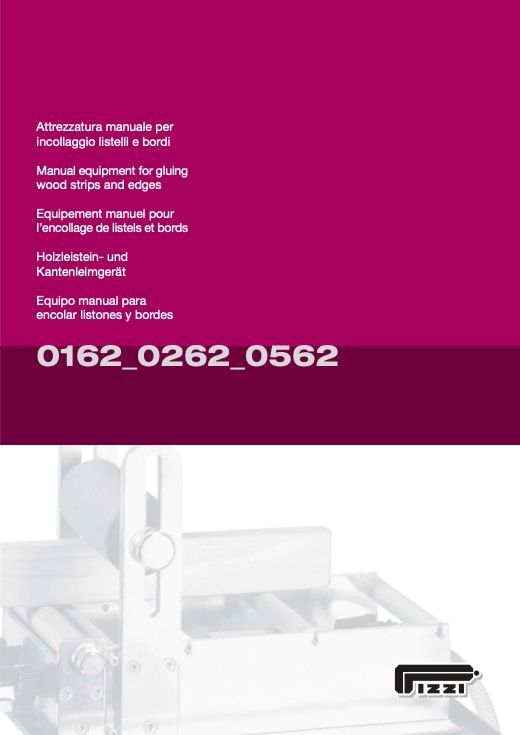 Attrezzatura manuale per
incollaggio listelli e bordi
Manual equipment for gluing
wood strips and edges
Equipement manuel pour
l'encollage de listels et bords
Holzleistein- und
Kantenleimgerät
Equipo manual para
encolar listones y bordes
0162_0262_0562
PIZZI